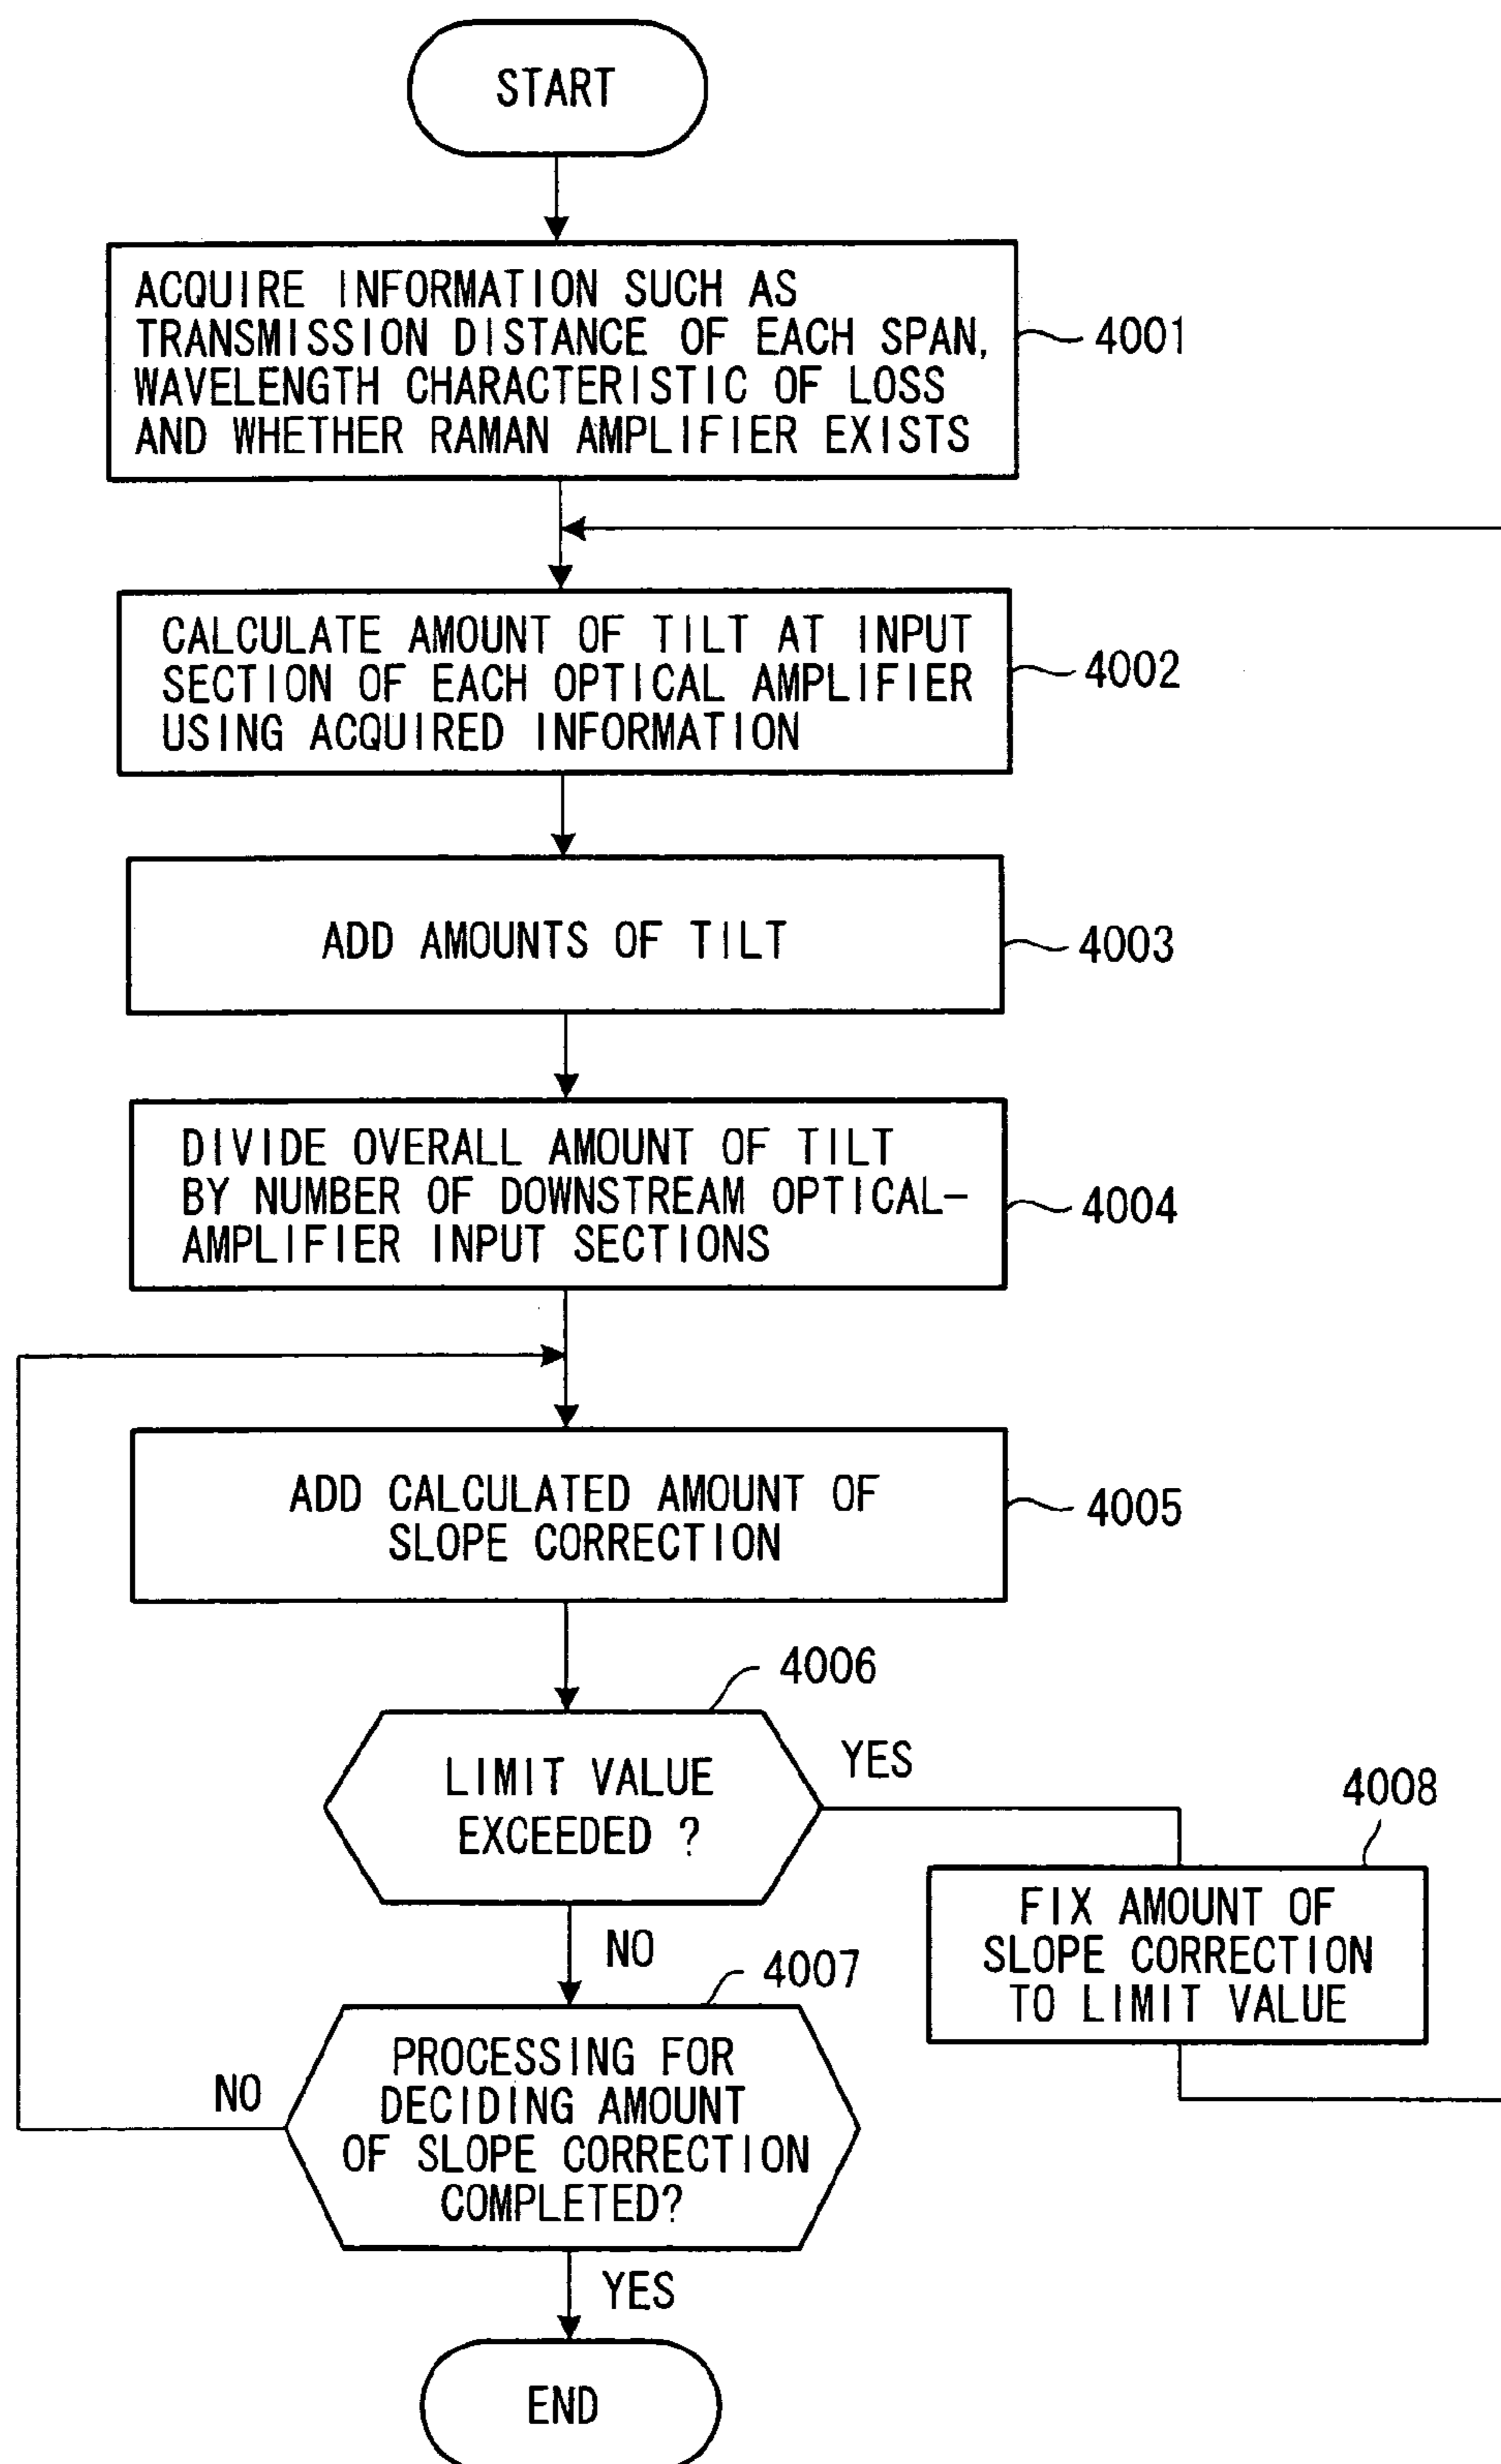 START
ACQUIRE INFORMATION SUCH AS
TRANSMISSION DISTANCE OF EACH SPAN,
WAVELENGTH CHARACTERISTIC OF LOSS
AND WHETHER RAMAN AMPLIFIER EXISTS
4001
CALCULATE AMOUNT OF TILT AT INPUT
SECTION OF EACH OPTICAL AMPLIFIER
USING ACQUIRED INFORMATION
4002
ADD AMOUNTS OF TILT
4003
DIVIDE OVERALL AMOUNT OF TILT
BY NUMBER OF DOWNSTREAM OPTICAL-
AMPLIFIER INPUT SECTIONS
4004
ADD CALCULATED AMOUNT OF
SLOPE CORRECTION
4005
4006
LIMIT VALUE
EXCEEDED ?
YES
NO
4008
FIX AMOUNT OF
SLOPE CORRECTION
TO LIMIT VALUE
4007
PROCESSING FOR
DECIDING AMOUNT
OF SLOPE CORRECTION
COMPLETED?
NO
YES
END